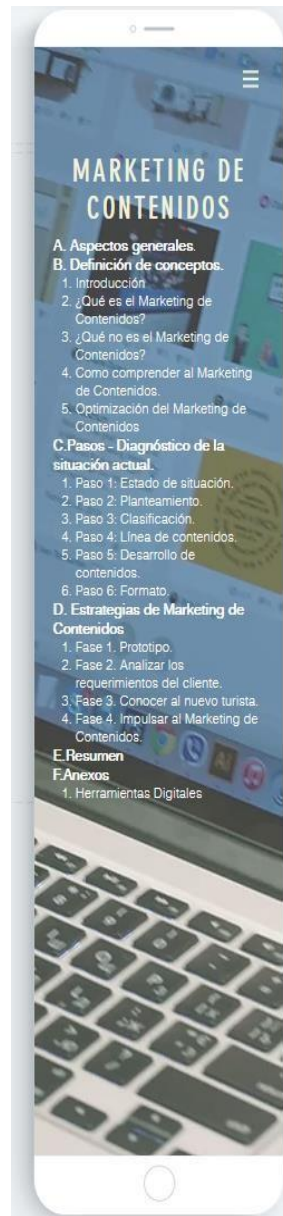 MARKETING DE
CONTENIDOS
A. Aspectos generales.
B. Definición de conceptos.
1. Introducción
2. ¿Qué es el Marketing de
Contenidos?
3. ¿Qué no es el Marketing de
Contenidos?
4. Como comprender al Marketing
de Contenidos.
5. Optimización del Marketing de
Contenidos
C.Pasos - Diagnóstico de la
situación actual.
1. Paso 1: Estado de situación.
2. Paso 2: Planteamiento.
3. Paso 3: Clasificación.
4. Paso 4: Línea de contenidos.
5. Paso 5: Desarrollo de
contenidos.
6. Paso 6: Formato.
D. Estrategias de Marketing de
Contenidos
1. Fase 1. Prototipo.
2. Fase 2. Analizar los
requerimientos del cliente.
3. Fase 3. Conocer al nuevo turista.
4. Fase 4. Impulsar al Marketing de
Contenidos.
E.Resumen
F.Anexos
1. Herramientas Digitales